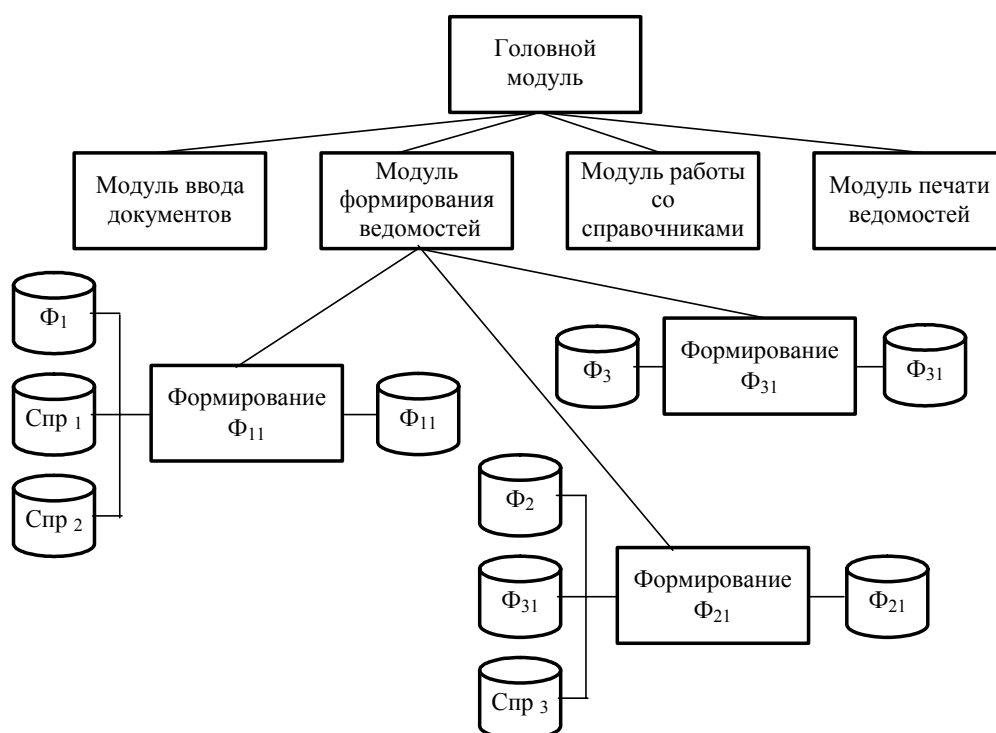 Головной
модуль
Модуль ввода
документов
Модуль
формирования
ведомостей
Модуль работы
со
справочниками
Модуль печати
ведомостей
Ф1
Спр 1
Спр 2
Формирование
Ф11
Ф11
Ф3
Формирование
Ф31
Ф31
Ф2
Ф31
Спр 3
Формирование
Ф21
Ф21